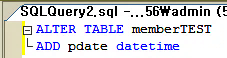 SQLQuery2.sql -...56\admin (5
ALTER TABLE memberTEST
ADD pdate datetime